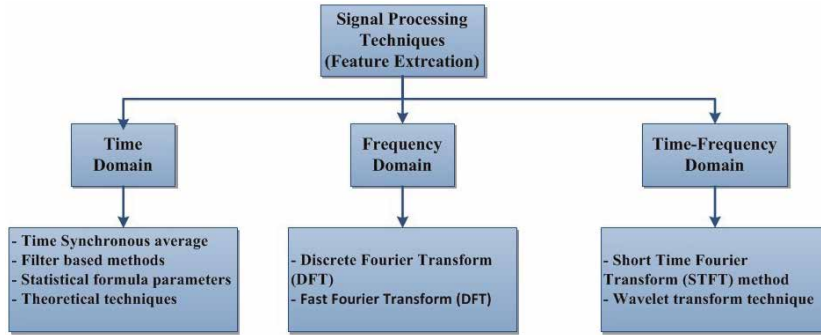 Signal Processing
Techniques
(Feature Extrcation)
Time
Domain
Frequency
Domain
Time-Frequency
Domain
- Time Synchronous average
- Filter based methods
- Statistical formula parameters
- Theoretical techniques
- Discrete Fourier Transform
(DFT)
- Fast Fourier Transform (DFT)
- Short Time Fourier
Transform (STFT) method
- Wavelet transform technique